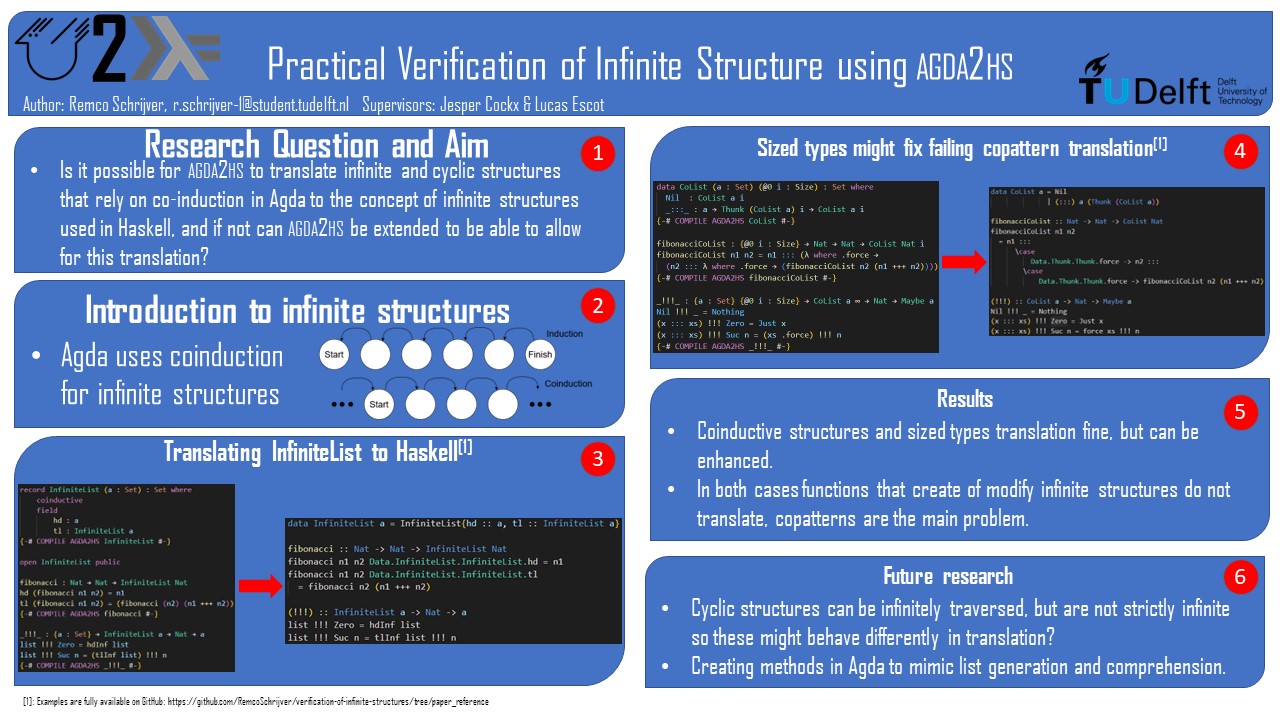 2
Practical Verification of Infinite Structure using AGDA2HS
Author: Remco Schrijver, r.schrijver-1@student.tudelft.nl Supervisors: Jesper Cockx & Lucas Escot
TUDelft
Delft
University of
Technology
Research Question and Aim
1
• Is it possible for AGDA2HS to translate infinite and cyclic structures
that rely on co-induction in Agda to the concept of infinite structures
used in Haskell, and if not can AGDA2HS be extended to be able to allow
for this translation?
Introduction to infinite structures
2
• Agda uses coinduction
for infinite structures
Induction
Start
Finish
Coinduction
Start
Translating InfiniteList to Haskell[1]
3
record InfiniteList (a : Set) : Set where
coinductive
field
hd : a
tl : InfiniteList a
{-# COMPILE AGDA2HS InfiniteList #-}
open InfiniteList public
fibonacci : Nat → Nat → InfiniteList Nat
hd (fibonacci n1 n2) = n1
tl (fibonacci n1 n2) = (fibonacci (n2) (n1 +++ n2))
{-# COMPILE AGDA2HS fibonacci #-}
_!!!_ : {a : Set} → InfiniteList a → Nat → a
list !!! Zero = hdInf list
list !!! Suc n = (tlInf list) !!! n
{-# COMPILE AGDA2HS _!!!_ #-}
data InfiniteList a = InfiniteList{hd :: a, tl :: InfiniteList a}
fibonacci :: Nat -> Nat -> InfiniteList Nat
fibonacci n1 n2 Data.InfiniteList.InfiniteList.hd = n1
fibonacci n1 n2 Data.InfiniteList.InfiniteList.tl
= fibonacci n2 (n1 +++ n2)
(!!!) :: InfiniteList a -> Nat -> a
list !!! Zero = hdInf list
list !!! Suc n = tlInf list !!! n
Sized types might fix failing copattern translation[1]
4
data CoList (a : Set) (@0 i : Size) : Set where
Nil : CoList a i
_:::_ : a → Thunk (CoList a) i → CoList a i
{-# COMPILE AGDA2HS CoList #-}
fibonacciCoList : {@0 i : Size} → Nat → Nat → CoList Nat i
fibonacciCoList n1 n2 = n1 ::: (λ where .force →
(n2 ::: λ where .force → (fibonacciCoList n2 (n1 +++ n2))))
{-# COMPILE AGDA2HS fibonacciCoList #-}
_!!!_ : {a : Set} {@0 i : Size} → CoList a ∞ → Nat → Maybe a
Nil !!! _ = Nothing
(x ::: xs) !!! Zero = Just x
(x ::: xs) !!! Suc n = (xs .force) !!! n
{-# COMPILE AGDA2HS _!!!_ #-}
data CoList a = Nil
| (:::) a (Thunk (CoList a))
fibonacciCoList :: Nat -> Nat -> CoList Nat
fibonacciCoList n1 n2
= n1 :::
\case
Data.Thunk.Thunk.force -> n2 :::
\case
Data.Thunk.Thunk.force -> fibonacciCoList n2 (n1 +++ n2)
(!!!) :: CoList a -> Nat -> Maybe a
Nil !!! _ = Nothing
(x ::: xs) !!! Zero = Just x
(x ::: xs) !!! Suc n = force xs !!! n
Results
5
• Coinductive structures and sized types translation fine, but can be
enhanced.
• In both cases functions that create of modify infinite structures do not
translate, copatterns are the main problem.
Future research
6
• Cyclic structures can be infinitely traversed, but are not strictly infinite
so these might behave differently in translation?
• Creating methods in Agda to mimic list generation and comprehension.
[1]: Examples are fully available on GitHub: https://github.com/RemcoSchrijver/verification-of-infinite-structures/tree/paper_reference